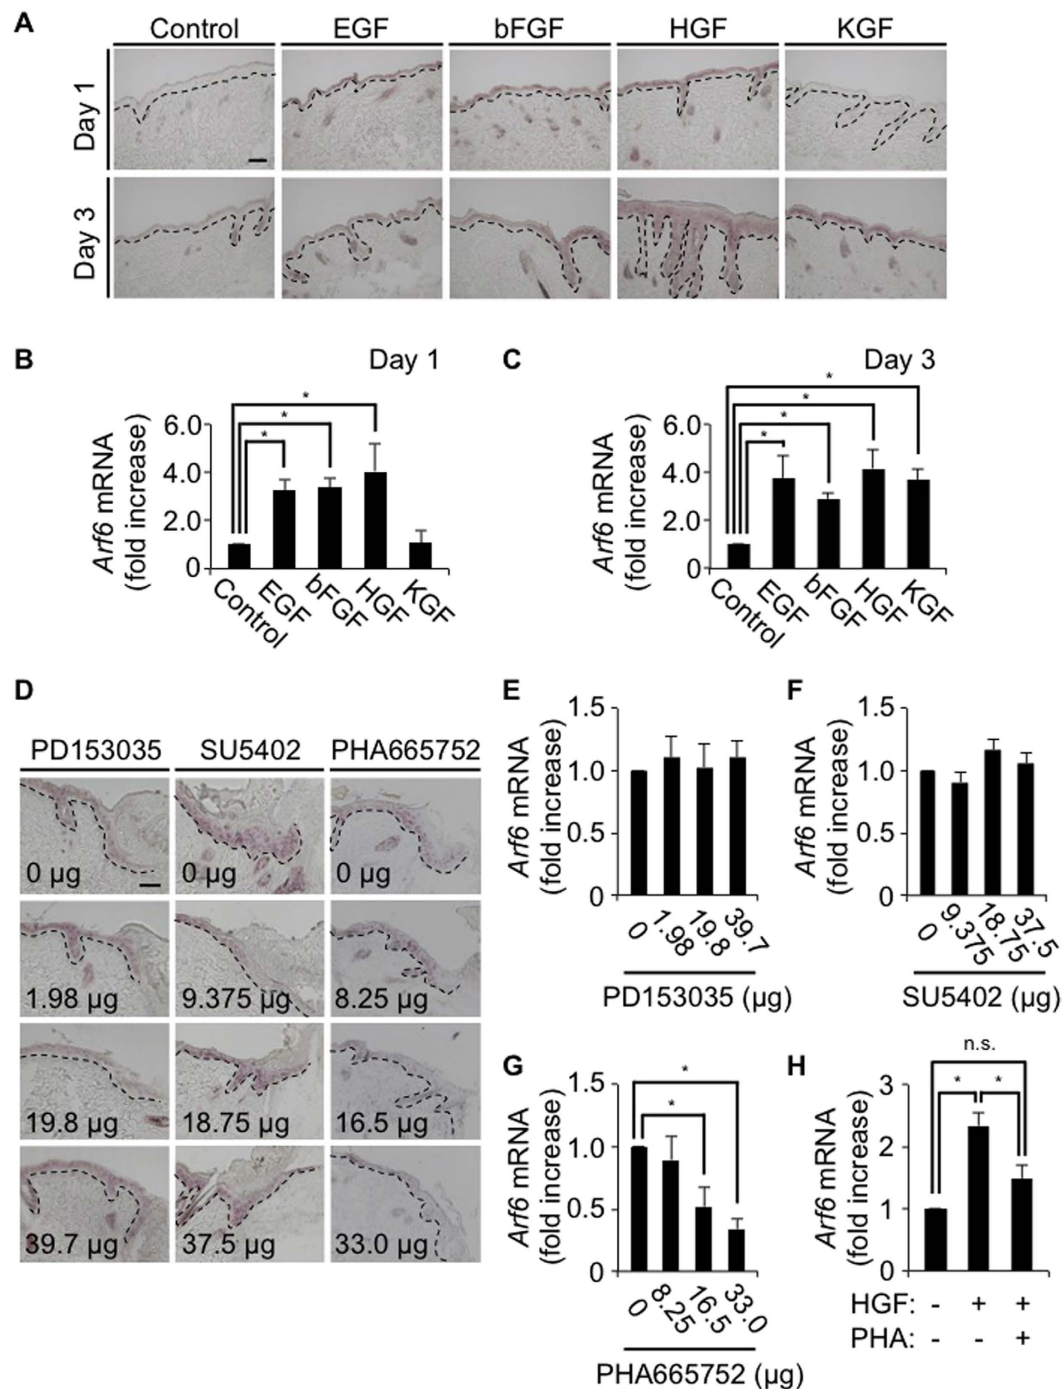 A
Control EGF bFGF HGF KGF
Day 1
Day 3
B
Day 1
Arf6 mRNA
(fold increase)
6.0
4.0
2.0
0
* * *
Control EGF bFGF HGF KGF
C
Day 3
Arf6 mRNA
(fold increase)
6.0
4.0
2.0
0
* * * *
Control EGF bFGF HGF KGF
D
PD153035 SU5402 PHA665752
0 µg 0 µg 0 µg
1.98 µg 9.375 µg 8.25 µg
19.8 µg 18.75 µg 16.5 µg
39.7 µg 37.5 µg 33.0 µg
E
Arf6 mRNA
(fold increase)
1.5
1.0
0.5
0
0 1.98 19.8 39.7
PD153035 (µg)
F
Arf6 mRNA
(fold increase)
1.5
1.0
0.5
0
0 9.375 18.75 37.5
SU5402 (µg)
G
Arf6 mRNA
(fold increase)
1.5
1.0
0.5
0
* *
0 8.25 16.5 33.0
PHA665752 (µg)
H
Arf6 mRNA
(fold increase)
3
2
1
0
n.s.
* *
HGF: - + +
PHA: - - +